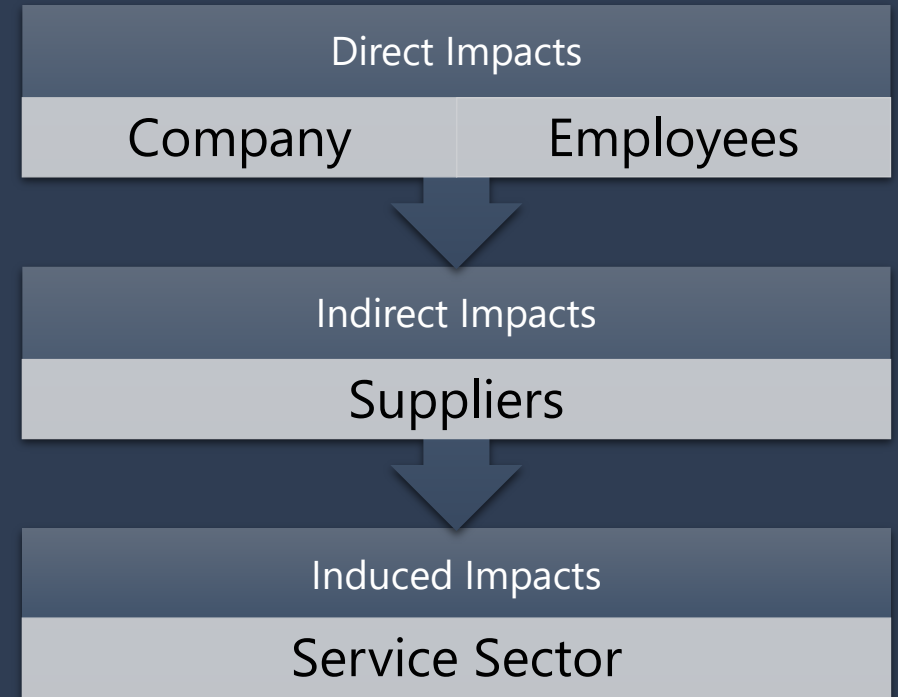 Direct Impacts
Company Employees
Indirect Impacts
Suppliers
Induced Impacts
Service Sector